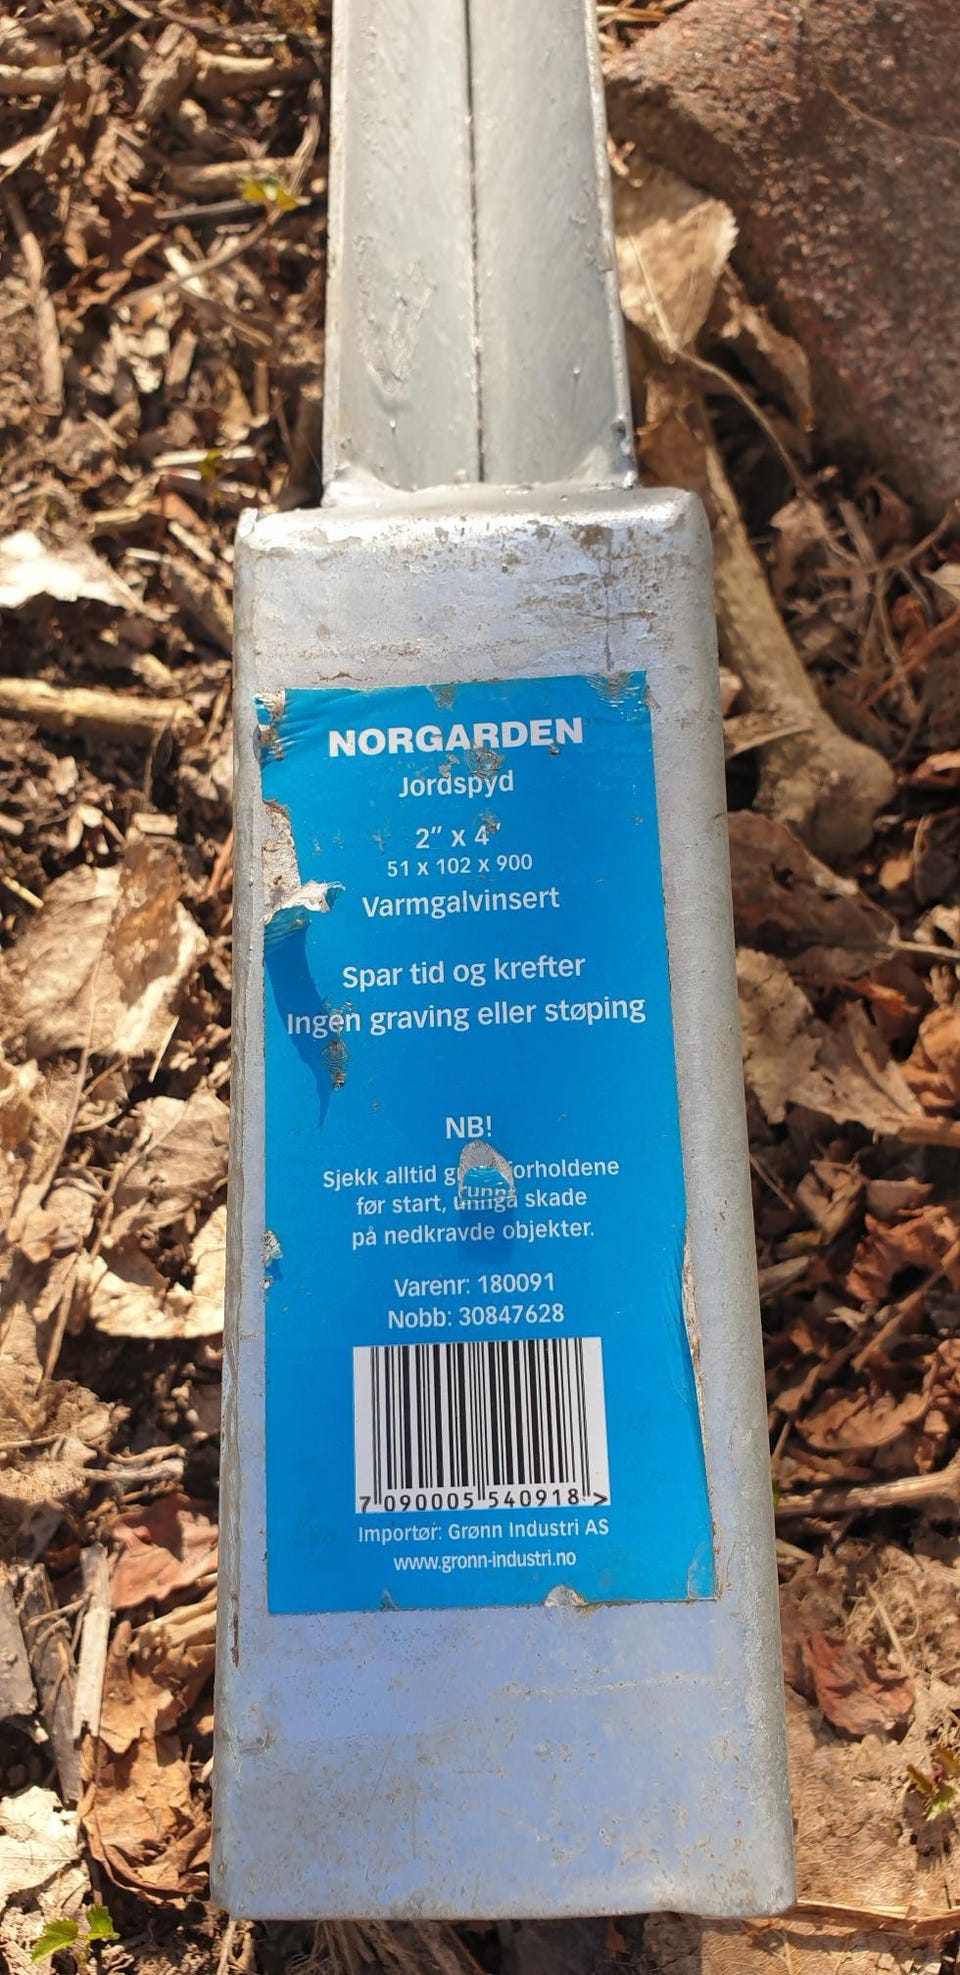 NORGARDEN
Jordspyd
2" x 4"
51 x 102 x 900
Varmgalvinsert
Spar tid og krefter
Ingen graving eller støping
NB!
Sjekk alltid grunnforholdene
før start, unngå skade
på nedkravde objekter.
Varenr: 180091
Nobb: 30847628
7 090005 540918 >
Importør: Grønn Industri AS
www.gronn-industri.no